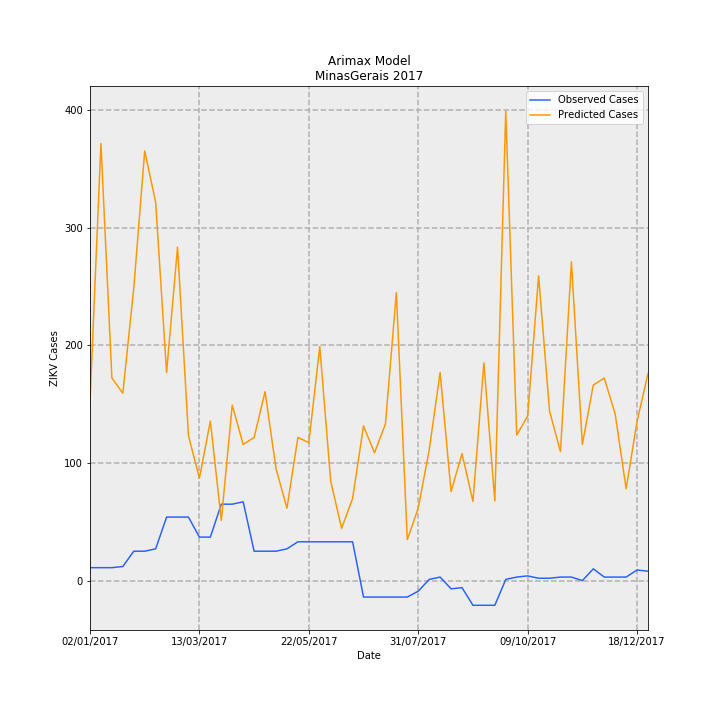 Arimax Model
MinasGerais 2017
Observed Cases
Predicted Cases
400
300
200
100
0
ZIKV Cases
02/01/2017
13/03/2017
22/05/2017
31/07/2017
09/10/2017
18/12/2017
Date